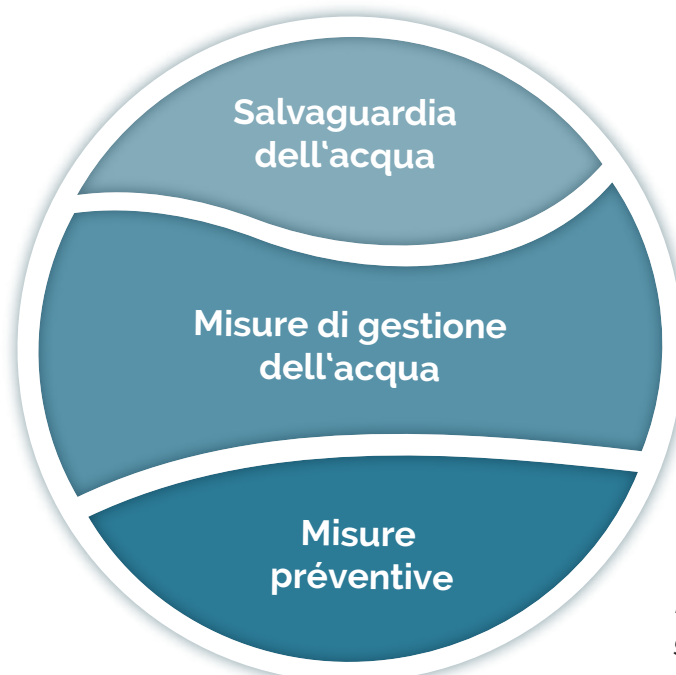 Salvaguardia
dell‘acqua
Misure di gestione
dell‘acqua
Misure
préventive